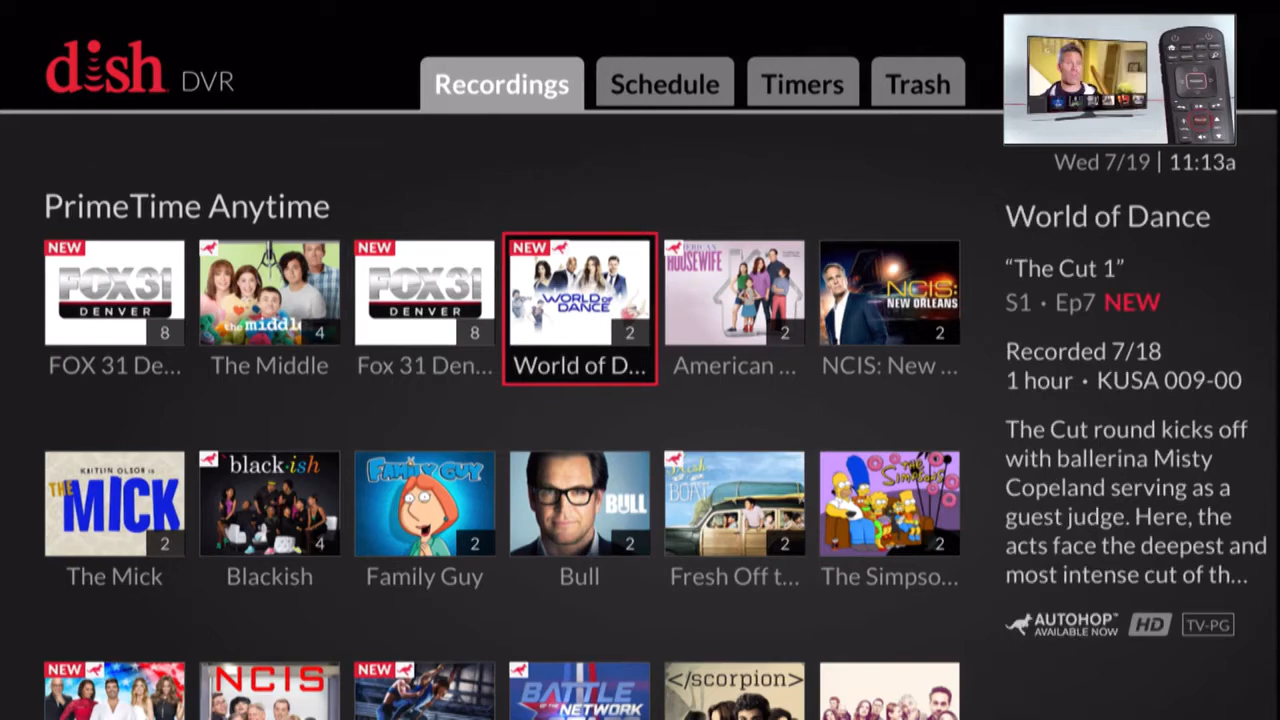 dish DVR
Recordings
Schedule
Timers
Trash
Wed 7/19 | 11:13a
PrimeTime Anytime
NEW
FOX31
DENVER
8
FOX 31 De...
the middle
4
The Middle
NEW
FOX31
DENVER
8
Fox 31 Den...
NEW
WORLD OF
DANCE
2
World of D...
AMERICAN
HOUSEWIFE
2
American ...
NCIS:
NEW ORLEANS
2
NCIS: New ...
KAITLIN OLSON IS
THE
MICK
2
The Mick
black-ish
4
Blackish
FAMILY GUY
2
Family Guy
BULL
2
Bull
fresh
BOAT
2
Fresh Off t...
THE Simpsons
2
The Simpso...
NEW
NCIS
NEW
BATTLE
OF THE NETWORK
STARS
</scorpion>
World of Dance
“The Cut 1”
S1 • Ep7 NEW
Recorded 7/18
1 hour • KUSA 009-00
The Cut round kicks off
with ballerina Misty
Copeland serving as a
guest judge. Here, the
acts face the deepest and
most intense cut of th...
AUTOHOP™
AVAILABLE NOW
HD
TV-PG